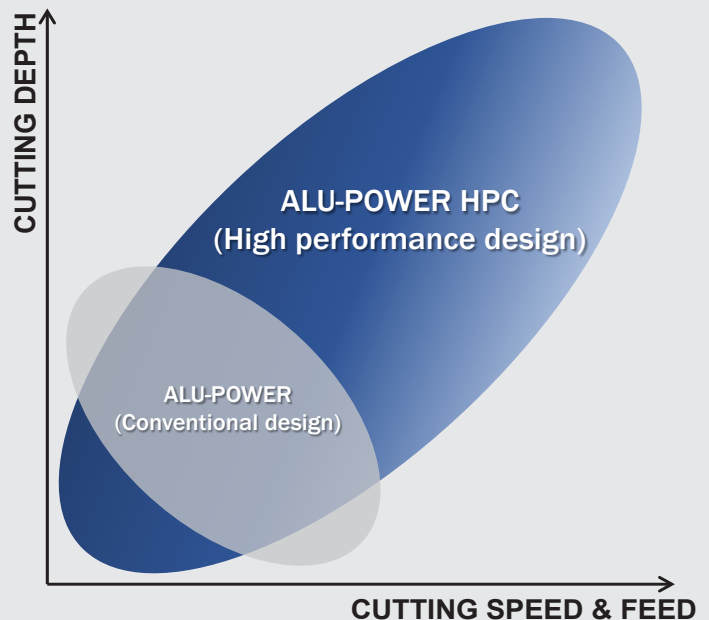 CUTTING DEPTH
ALU-POWER HPC
(High performance design)
ALU-POWER
(Conventional design)
CUTTING SPEED & FEED